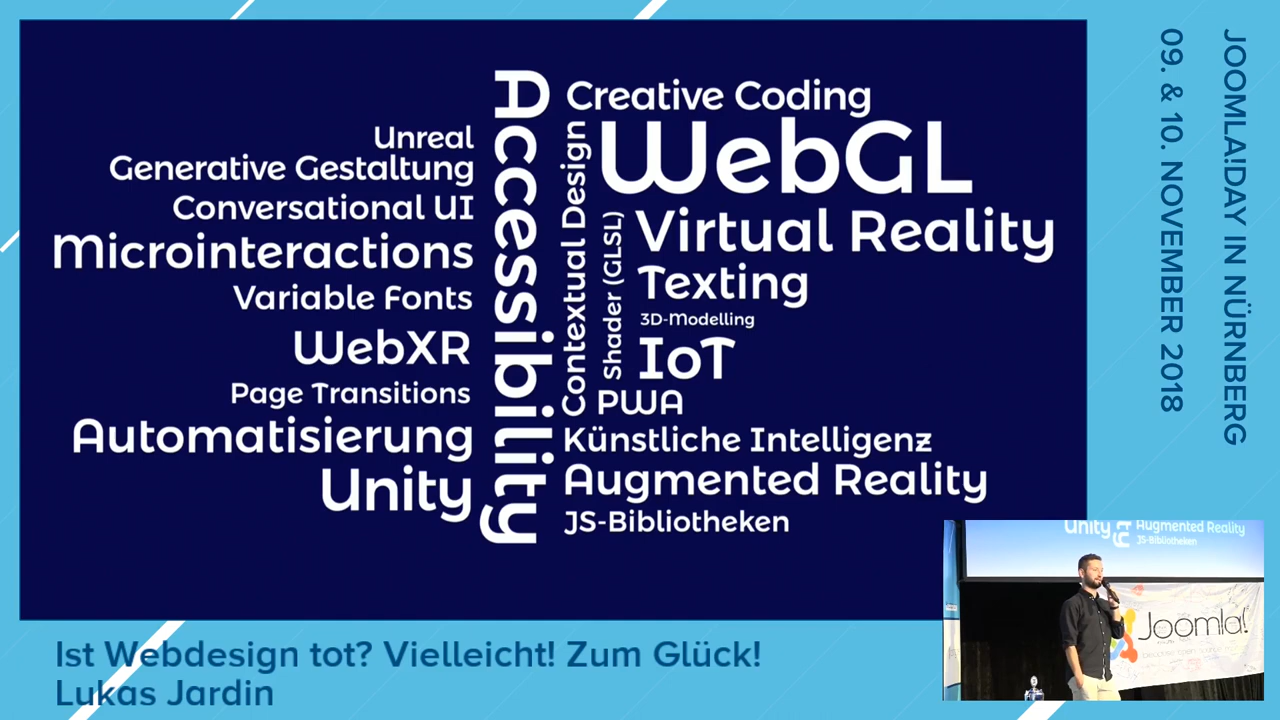 Unreal
Generative Gestaltung
Conversational UI
Microinteractions
Variable Fonts
WebXR
Page Transitions
Automatisierung
Unity
Accessibility
Contextual Design
Shader (GLSL)
Creative Coding
WebGL
Virtual Reality
Texting
3D-Modelling
IoT
PWA
Künstliche Intelligenz
Augmented Reality
JS-Bibliotheken
JOOMLA!DAY IN NÜRNBERG
09. & 10. NOVEMBER 2018
Unity
Augmented Reality
JS-Bibliotheken
Joomla!
Ist Webdesign tot? Vielleicht! Zum Glück!
Lukas Jardin